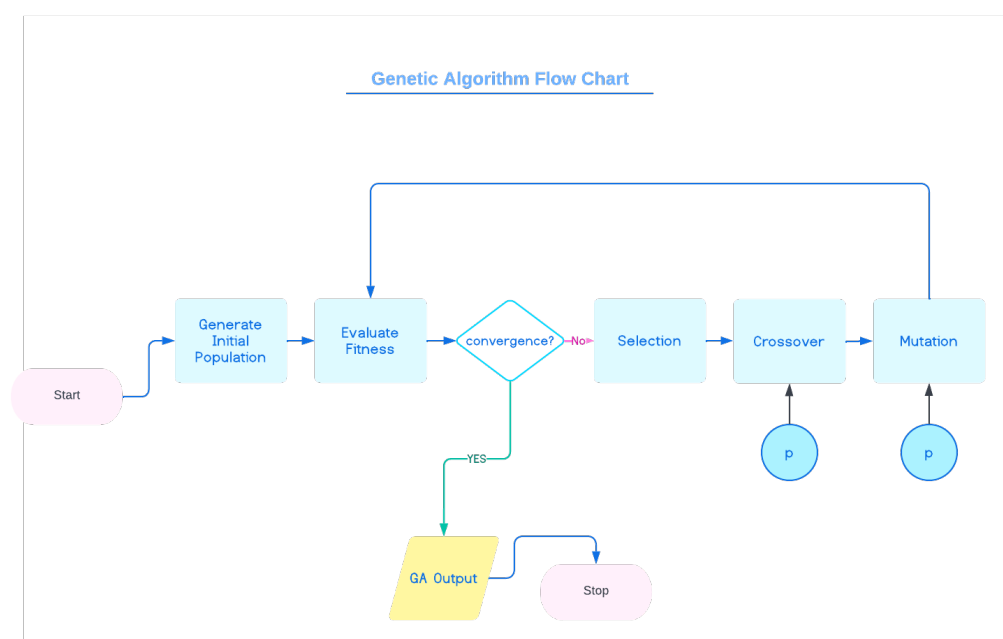 Genetic Algorithm Flow Chart
Generate
Initial
Population
Evaluate
Fitness
convergence?
No
Selection
Crossover
Mutation
Start
p
p
YES
GA Output
Stop